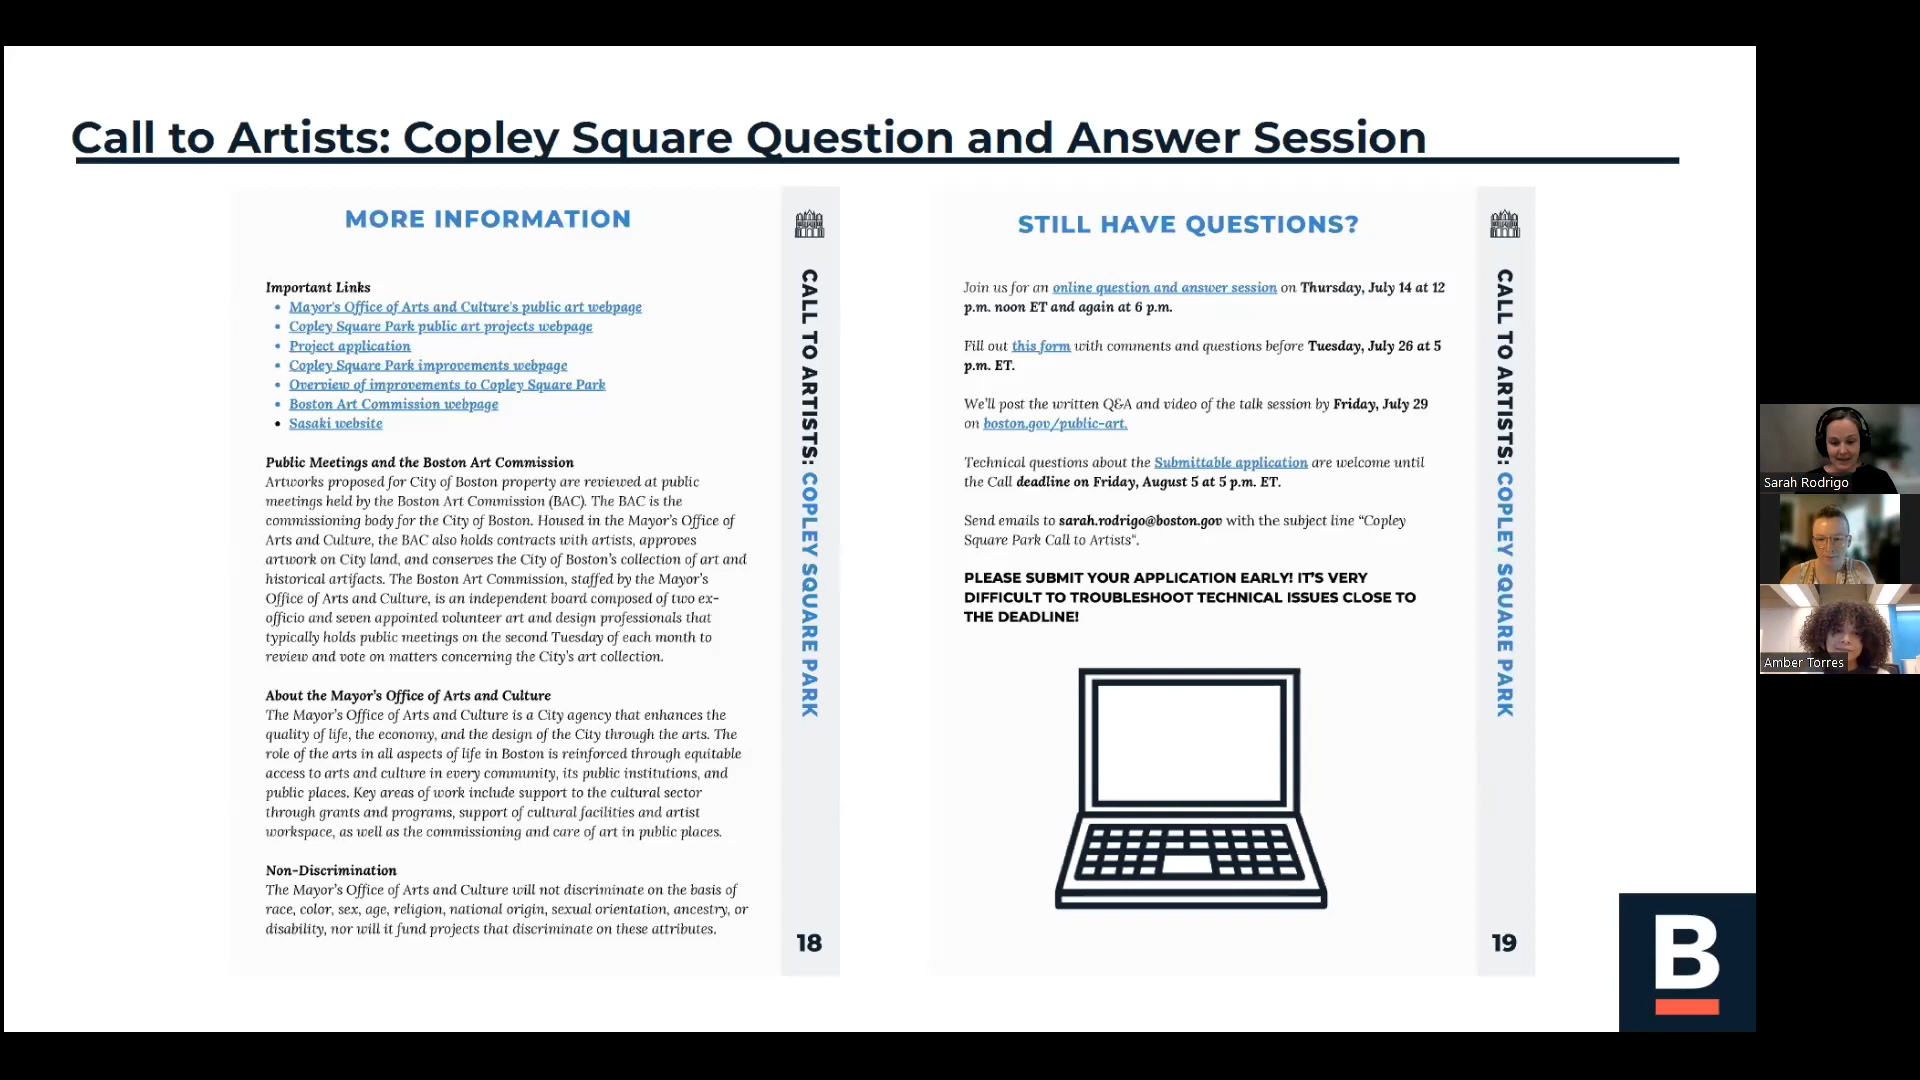 Call to Artists: Copley Square Question and Answer Session
MORE INFORMATION
Important Links
• Mayor's Office of Arts and Culture's public art webpage
• Copley Square Park public art projects webpage
• Project application
• Copley Square Park improvements webpage
• Overview of improvements to Copley Square Park
• Boston Art Commission webpage
• Sasaki website
Public Meetings and the Boston Art Commission
Artworks proposed for City of Boston property are reviewed at public
meetings held by the Boston Art Commission (BAC). The BAC is the
commissioning body for the City of Boston. Housed in the Mayor's Office of
Arts and Culture, the BAC also holds contracts with artists, approves
artwork on City land, and conserves the City of Boston's collection of art and
historical artifacts. The Boston Art Commission, staffed by the Mayor's
Office of Arts and Culture, is an independent board composed of two ex-
officio and seven appointed volunteer art and design professionals that
typically holds public meetings on the second Tuesday of each month to
review and vote on matters concerning the City's art collection.
About the Mayor's Office of Arts and Culture
The Mayor's Office of Arts and Culture is a City agency that enhances the
quality of life, the economy, and the design of the City through the arts. The
role of the arts in all aspects of life in Boston is reinforced through equitable
access to arts and culture in every community, its public institutions, and
public places. Key areas of work include support to the cultural sector
through grants and programs, support of cultural facilities and artist
workspace, as well as the commissioning and care of art in public places.
Non-Discrimination
The Mayor's Office of Arts and Culture will not discriminate on the basis of
race, color, sex, age, religion, national origin, sexual orientation, ancestry, or
disability, nor will it fund projects that discriminate on these attributes.
CALL TO ARTISTS: COPLEY SQUARE PARK
18
STILL HAVE QUESTIONS?
Join us for an online question and answer session on Thursday, July 14 at 12
p.m. noon ET and again at 6 p.m.
Fill out this form with comments and questions before Tuesday, July 26 at 5
p.m. ET.
We'll post the written Q&A and video of the talk session by Friday, July 29
on boston.gov/public-art.
Technical questions about the Submittable application are welcome until
the Call deadline on Friday, August 5 at 5 p.m. ET.
Send emails to sarah.rodrigo@boston.gov with the subject line "Copley
Square Park Call to Artists".
PLEASE SUBMIT YOUR APPLICATION EARLY! IT'S VERY
DIFFICULT TO TROUBLESHOOT TECHNICAL ISSUES CLOSE TO
THE DEADLINE!
CALL TO ARTISTS: COPLEY SQUARE PARK
19
B
Sarah Rodrigo
Amber Torres